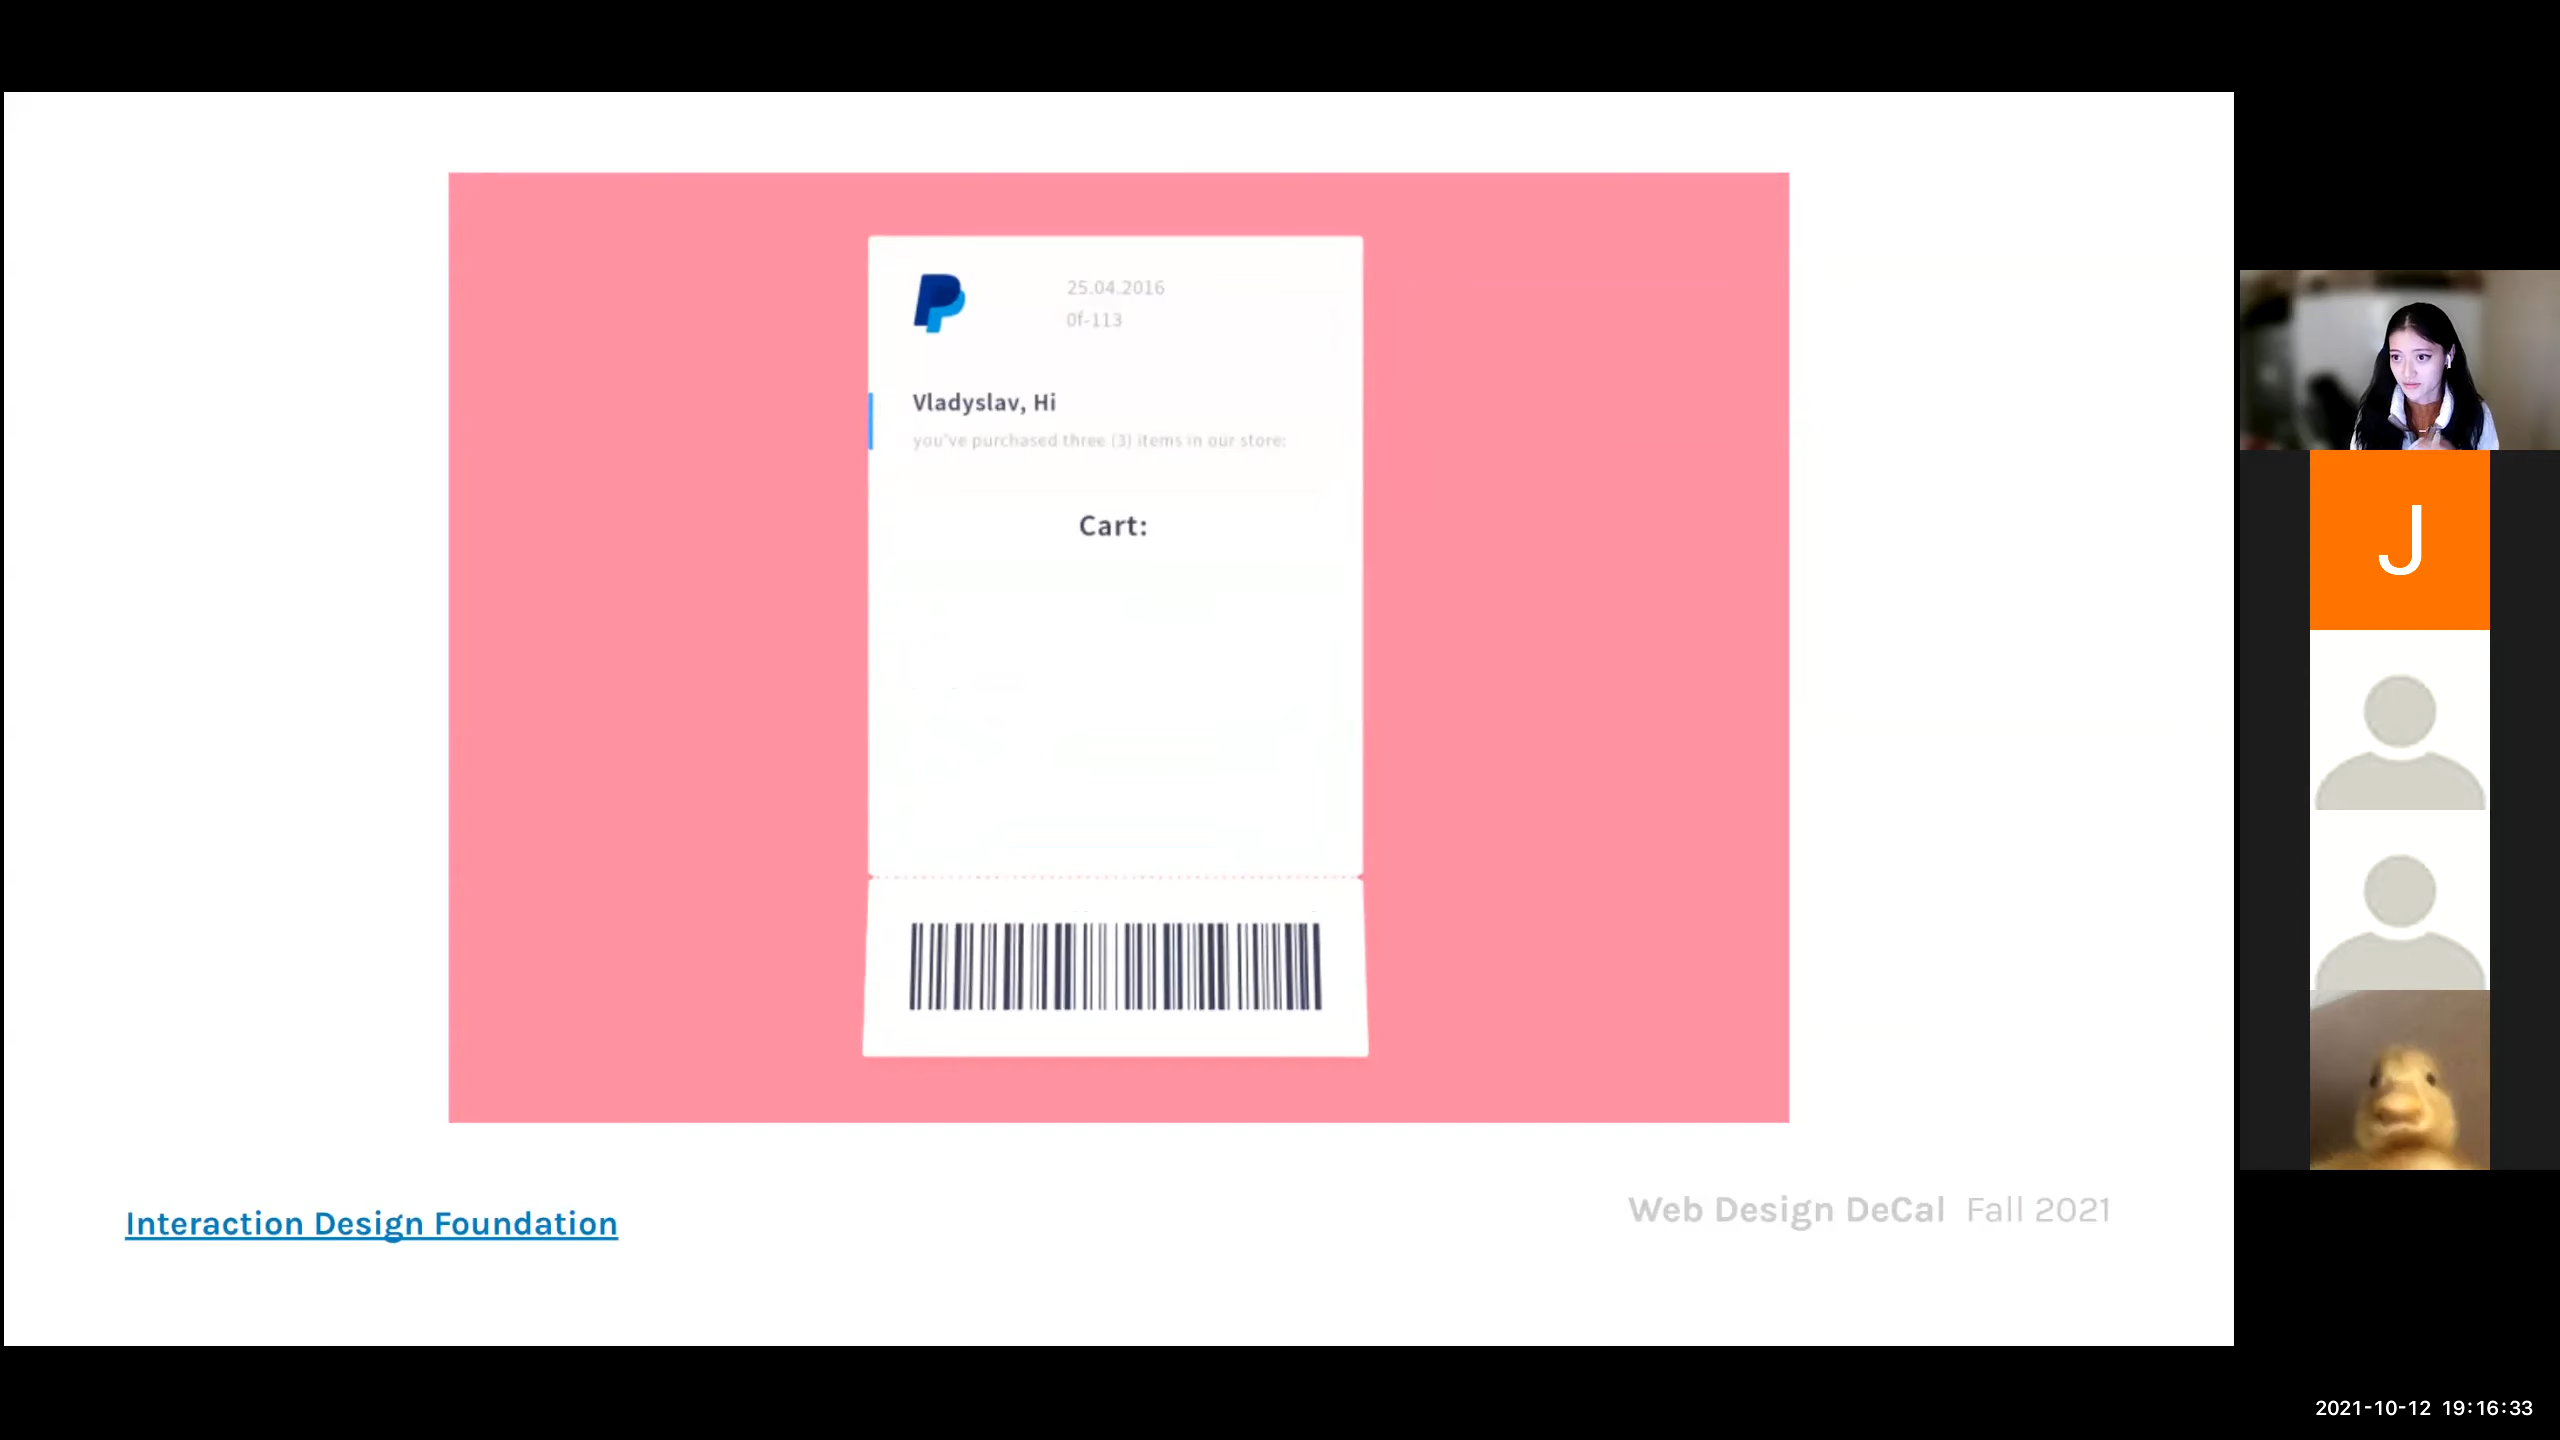 25.04.2016
0f-113
Vladyslav, Hi
you've purchased three (3) items in our store:
Cart:
Interaction Design Foundation
Web Design DeCal Fall 2021
J
2021-10-12 19:16:33